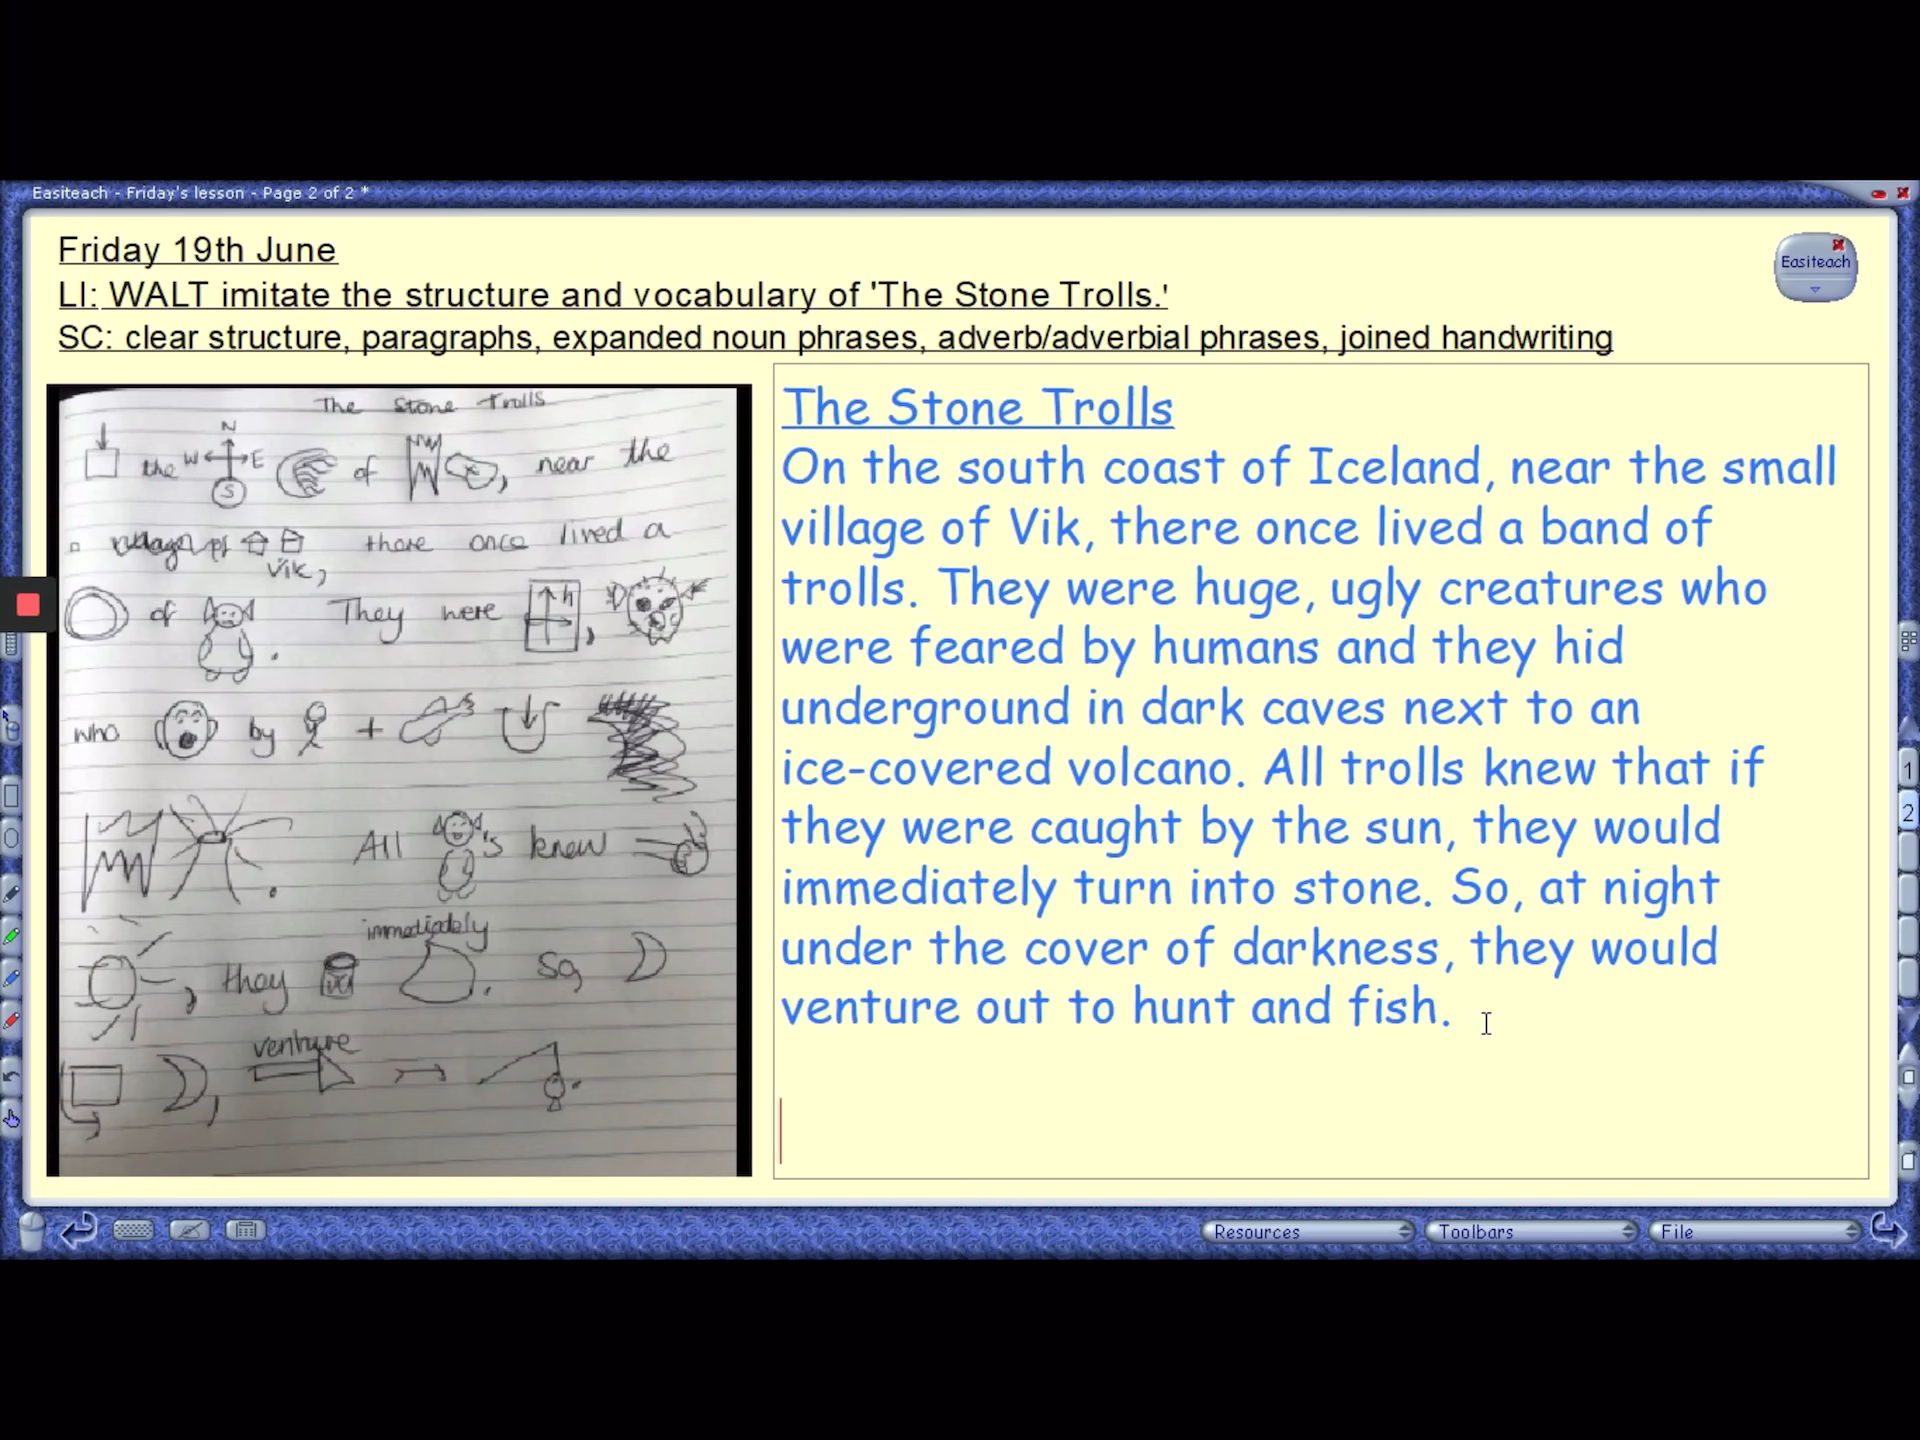 Easiteach - Friday's lesson - Page 2 of 2 *
Friday 19th June
Easiteach
LI: WALT imitate the structure and vocabulary of 'The Stone Trolls.'
SC: clear structure, paragraphs, expanded noun phrases, adverb/adverbial phrases, joined handwriting
The Stone Trolls
N
the W E of , near the
S
of there once lived a
Vik,
of . They were h ,
who by +
. All 's knew
immediately
, they . So,
venture
, .
The Stone Trolls
On the south coast of Iceland, near the small
village of Vik, there once lived a band of
trolls. They were huge, ugly creatures who
were feared by humans and they hid
underground in dark caves next to an
ice-covered volcano. All trolls knew that if
they were caught by the sun, they would
immediately turn into stone. So, at night
under the cover of darkness, they would
venture out to hunt and fish.
1
2
Resources
Toolbars
File